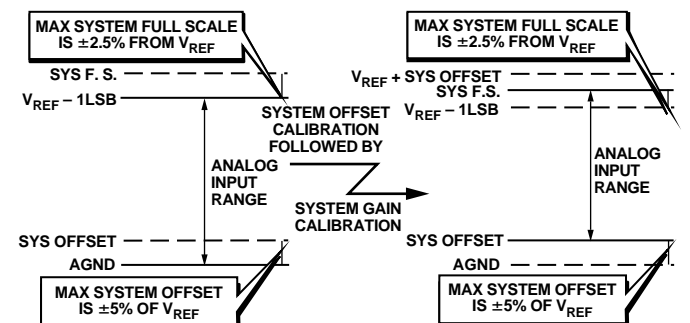 MAX SYSTEM FULL SCALE
IS ±2.5% FROM VREF
SYS F. S.
VREF – 1LSB
ANALOG
INPUT
RANGE
SYS OFFSET
AGND
MAX SYSTEM OFFSET
IS ±5% OF VREF
SYSTEM OFFSET
CALIBRATION
FOLLOWED BY
SYSTEM GAIN
CALIBRATION
MAX SYSTEM FULL SCALE
IS ±2.5% FROM VREF
VREF + SYS OFFSET
SYS F.S.
VREF – 1LSB
ANALOG
INPUT
RANGE
SYS OFFSET
AGND
MAX SYSTEM OFFSET
IS ±5% OF VREF